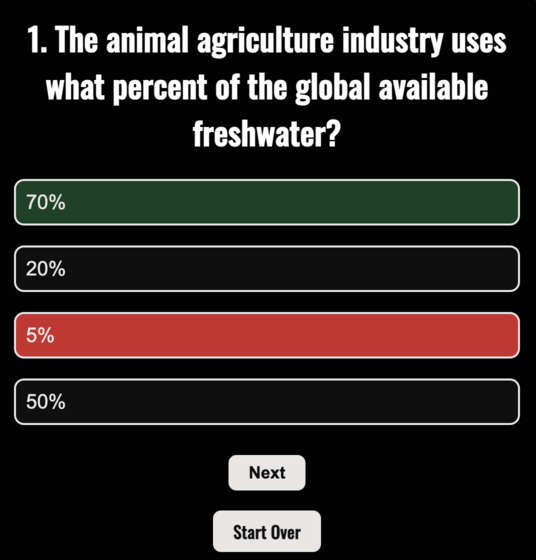 1. The animal agriculture industry uses
what percent of the global available
freshwater?
70%
20%
5%
50%
Next
Start Over